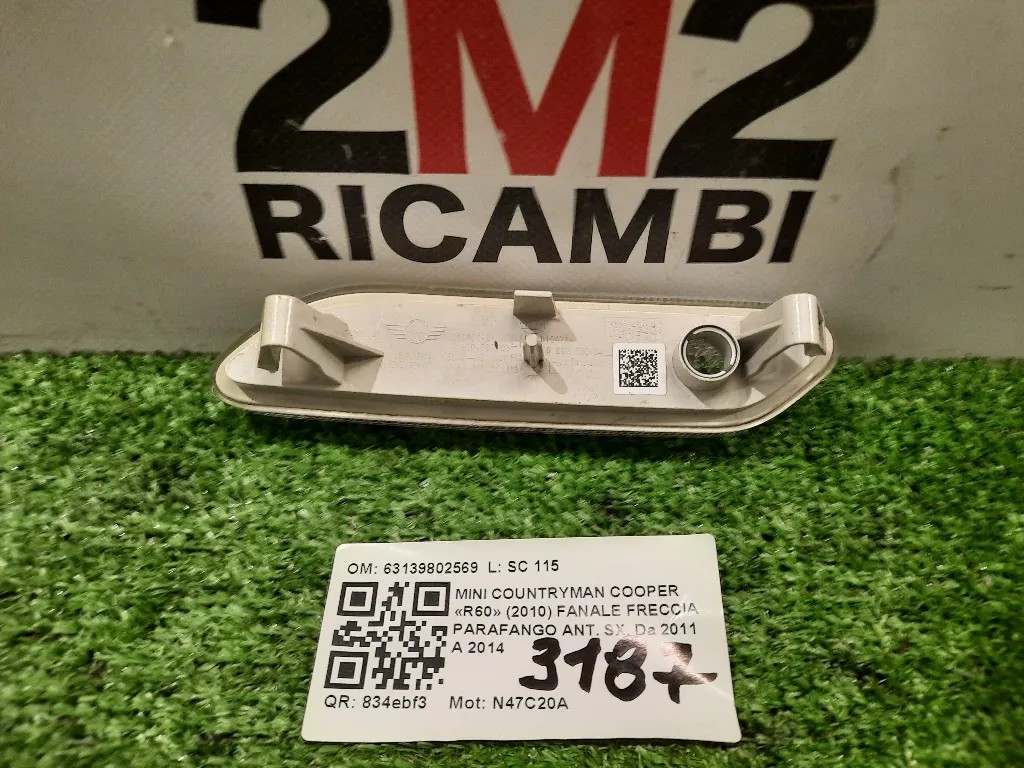 2M2
RICAMBI
OM: 63139802569 L: SC 115
MINI COUNTRYMAN COOPER
«R60» (2010) FANALE FRECCIA
PARAFANGO ANT. SX. Da 2011
A 2014
3187
QR: 834ebf3 Mot: N47C20A